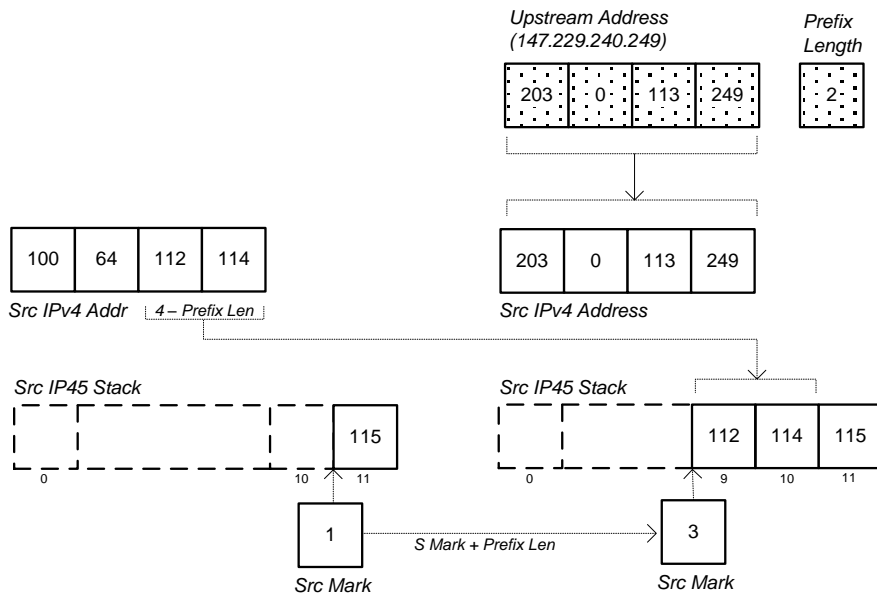 Upstream Address
(147.229.240.249)
Prefix
Length
203 0 113 249
2
100 64 112 114
203 0 113 249
Src IPv4 Addr
4 – Prefix Len
Src IPv4 Address
Src IP45 Stack
Src IP45 Stack
115
112 114 115
0 10 11
0 9 10 11
1
S Mark + Prefix Len
3
Src Mark
Src Mark